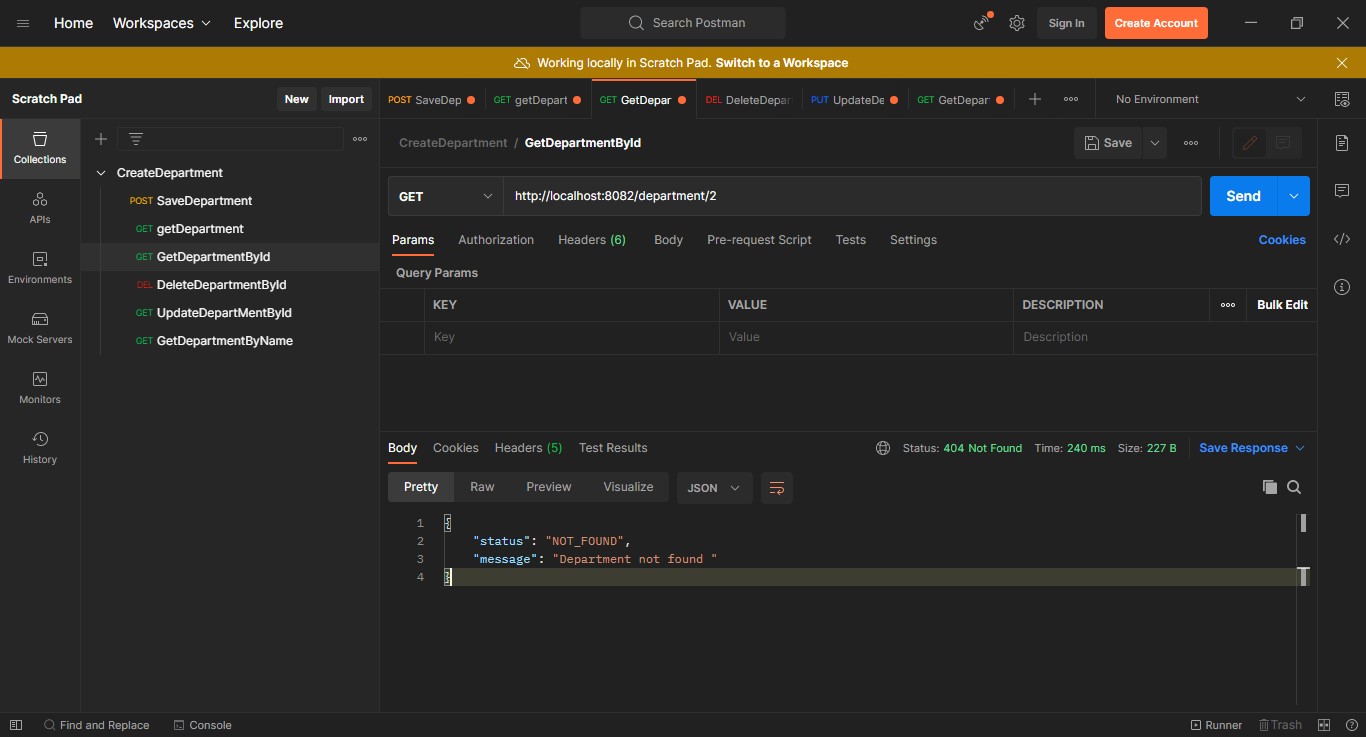 Home Workspaces Explore Search Postman Sign In Create Account
Working locally in Scratch Pad. Switch to a Workspace
Scratch Pad New Import
POST SaveDep GET getDepart GET GetDepar DEL DeleteDepar PUT UpdateDe GET GetDepar No Environment
Collections
APIs
Environments
Mock Servers
Monitors
History
CreateDepartment
POST SaveDepartment
GET getDepartment
GET GetDepartmentById
DEL DeleteDepartmentById
GET UpdateDepartMentById
GET GetDepartmentByName
CreateDepartment / GetDepartmentById Save
GET http://localhost:8082/department/2 Send
Params Authorization Headers (6) Body Pre-request Script Tests Settings Cookies
Query Params
KEY VALUE DESCRIPTION Bulk Edit
Key Value Description
Body Cookies Headers (5) Test Results Status: 404 Not Found Time: 240 ms Size: 227 B Save Response
Pretty Raw Preview Visualize JSON
1 {
2 "status": "NOT_FOUND",
3 "message": "Department not found "
4 }
Find and Replace Console Runner Trash